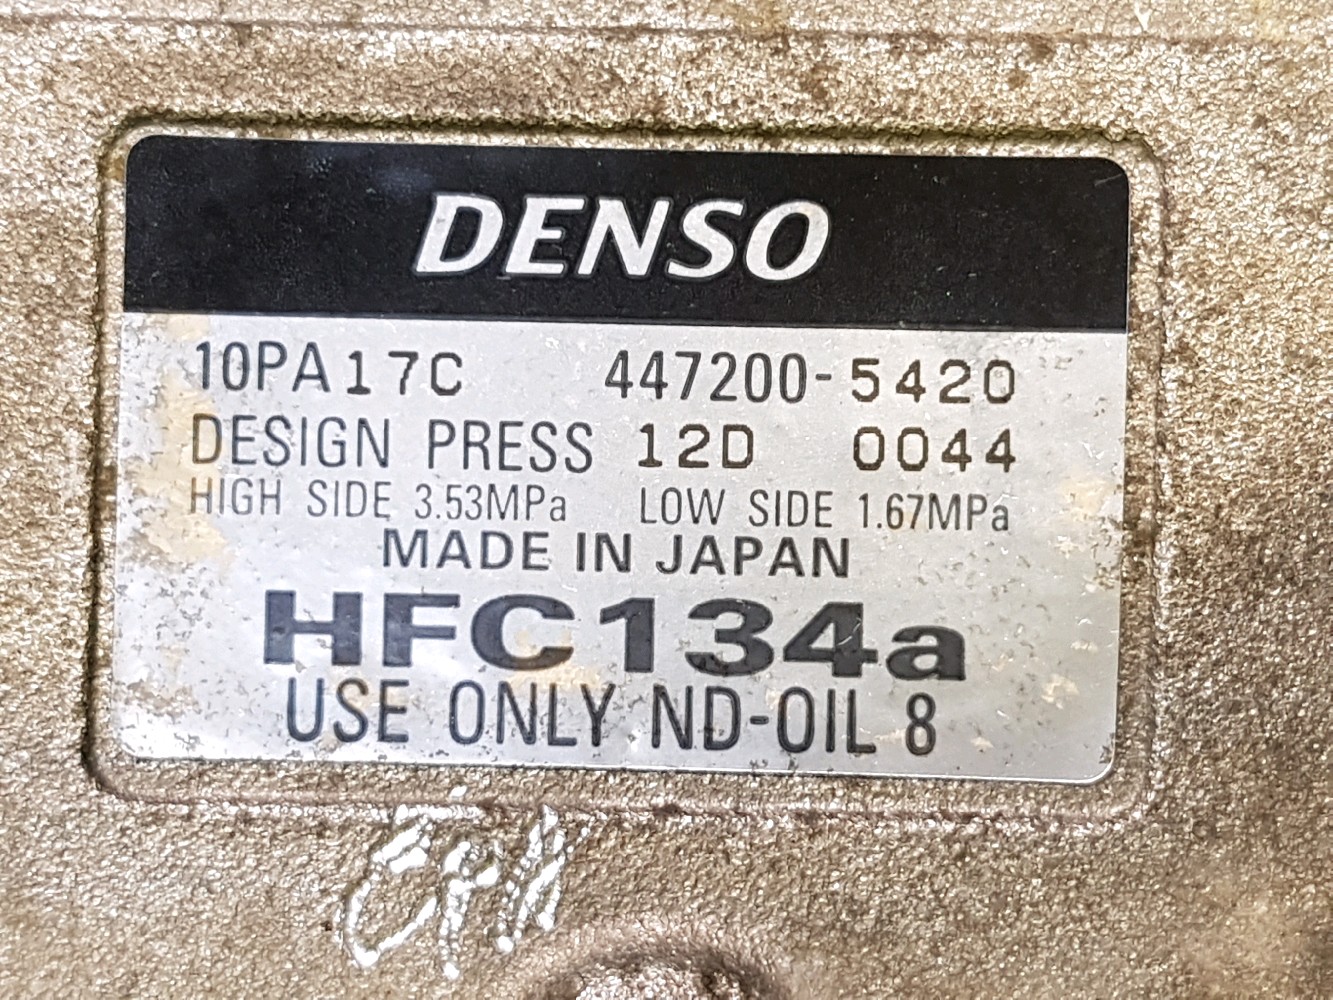 DENSO
10PA17C 447200-5420
DESIGN PRESS 12D 0044
HIGH SIDE 3.53MPa LOW SIDE 1.67MPa
MADE IN JAPAN
HFC134a
USE ONLY ND-OIL 8